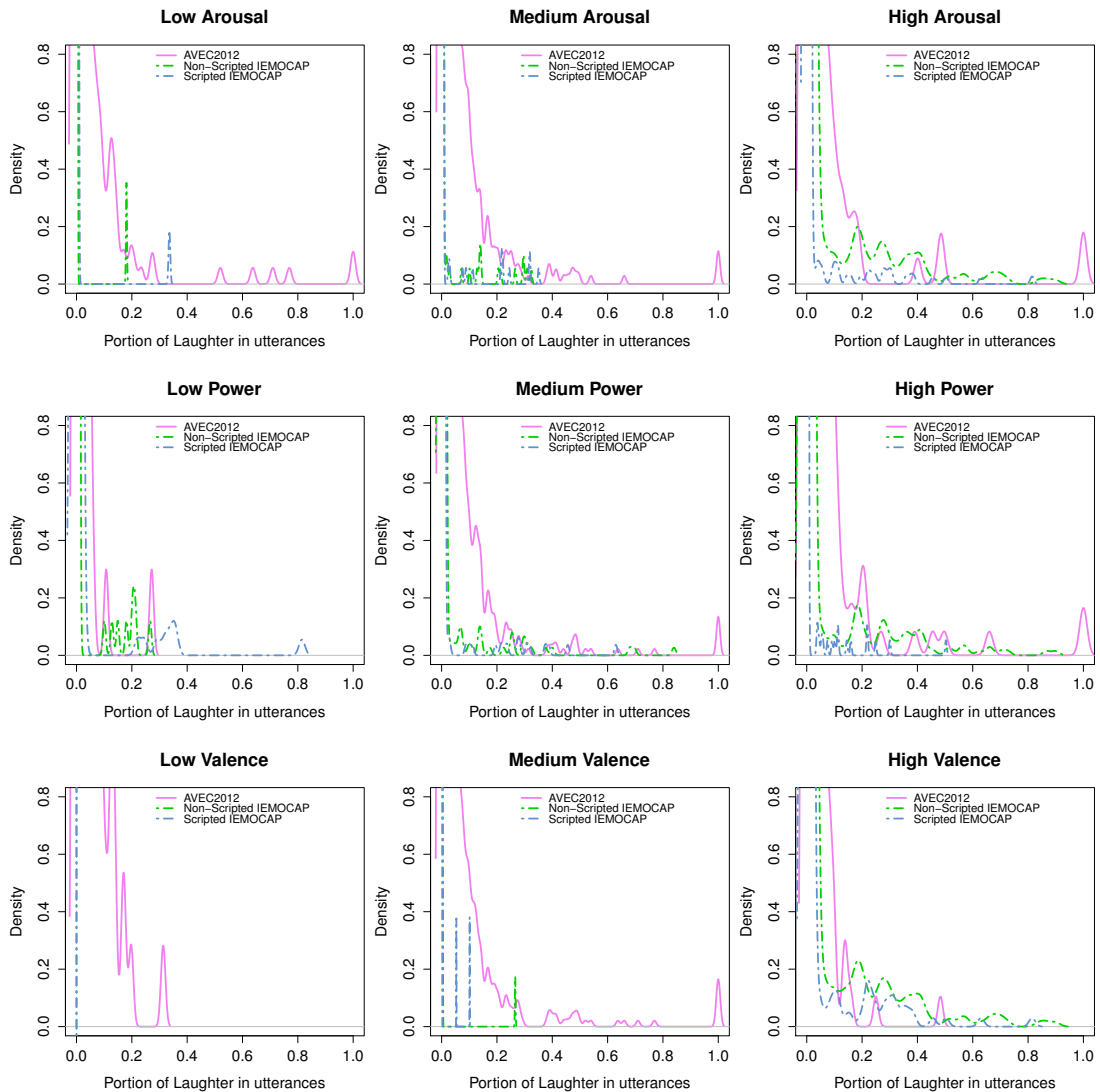 Low Arousal
Medium Arousal
High Arousal
AVEC2012
Non−Scripted IEMOCAP
Scripted IEMOCAP
AVEC2012
Non−Scripted IEMOCAP
Scripted IEMOCAP
AVEC2012
Non−Scripted IEMOCAP
Scripted IEMOCAP
Density
0.0 0.2 0.4 0.6 0.8
Density
0.0 0.2 0.4 0.6 0.8
Density
0.0 0.2 0.4 0.6 0.8
0.0 0.2 0.4 0.6 0.8 1.0
0.0 0.2 0.4 0.6 0.8 1.0
0.0 0.2 0.4 0.6 0.8 1.0
Portion of Laughter in utterances
Portion of Laughter in utterances
Portion of Laughter in utterances
Low Power
Medium Power
High Power
AVEC2012
Non−Scripted IEMOCAP
Scripted IEMOCAP
AVEC2012
Non−Scripted IEMOCAP
Scripted IEMOCAP
AVEC2012
Non−Scripted IEMOCAP
Scripted IEMOCAP
Density
0.0 0.2 0.4 0.6 0.8
Density
0.0 0.2 0.4 0.6 0.8
Density
0.0 0.2 0.4 0.6 0.8
0.0 0.2 0.4 0.6 0.8 1.0
0.0 0.2 0.4 0.6 0.8 1.0
0.0 0.2 0.4 0.6 0.8 1.0
Portion of Laughter in utterances
Portion of Laughter in utterances
Portion of Laughter in utterances
Low Valence
Medium Valence
High Valence
AVEC2012
Non−Scripted IEMOCAP
Scripted IEMOCAP
AVEC2012
Non−Scripted IEMOCAP
Scripted IEMOCAP
AVEC2012
Non−Scripted IEMOCAP
Scripted IEMOCAP
Density
0.0 0.2 0.4 0.6 0.8
Density
0.0 0.2 0.4 0.6 0.8
Density
0.0 0.2 0.4 0.6 0.8
0.0 0.2 0.4 0.6 0.8 1.0
0.0 0.2 0.4 0.6 0.8 1.0
0.0 0.2 0.4 0.6 0.8 1.0
Portion of Laughter in utterances
Portion of Laughter in utterances
Portion of Laughter in utterances